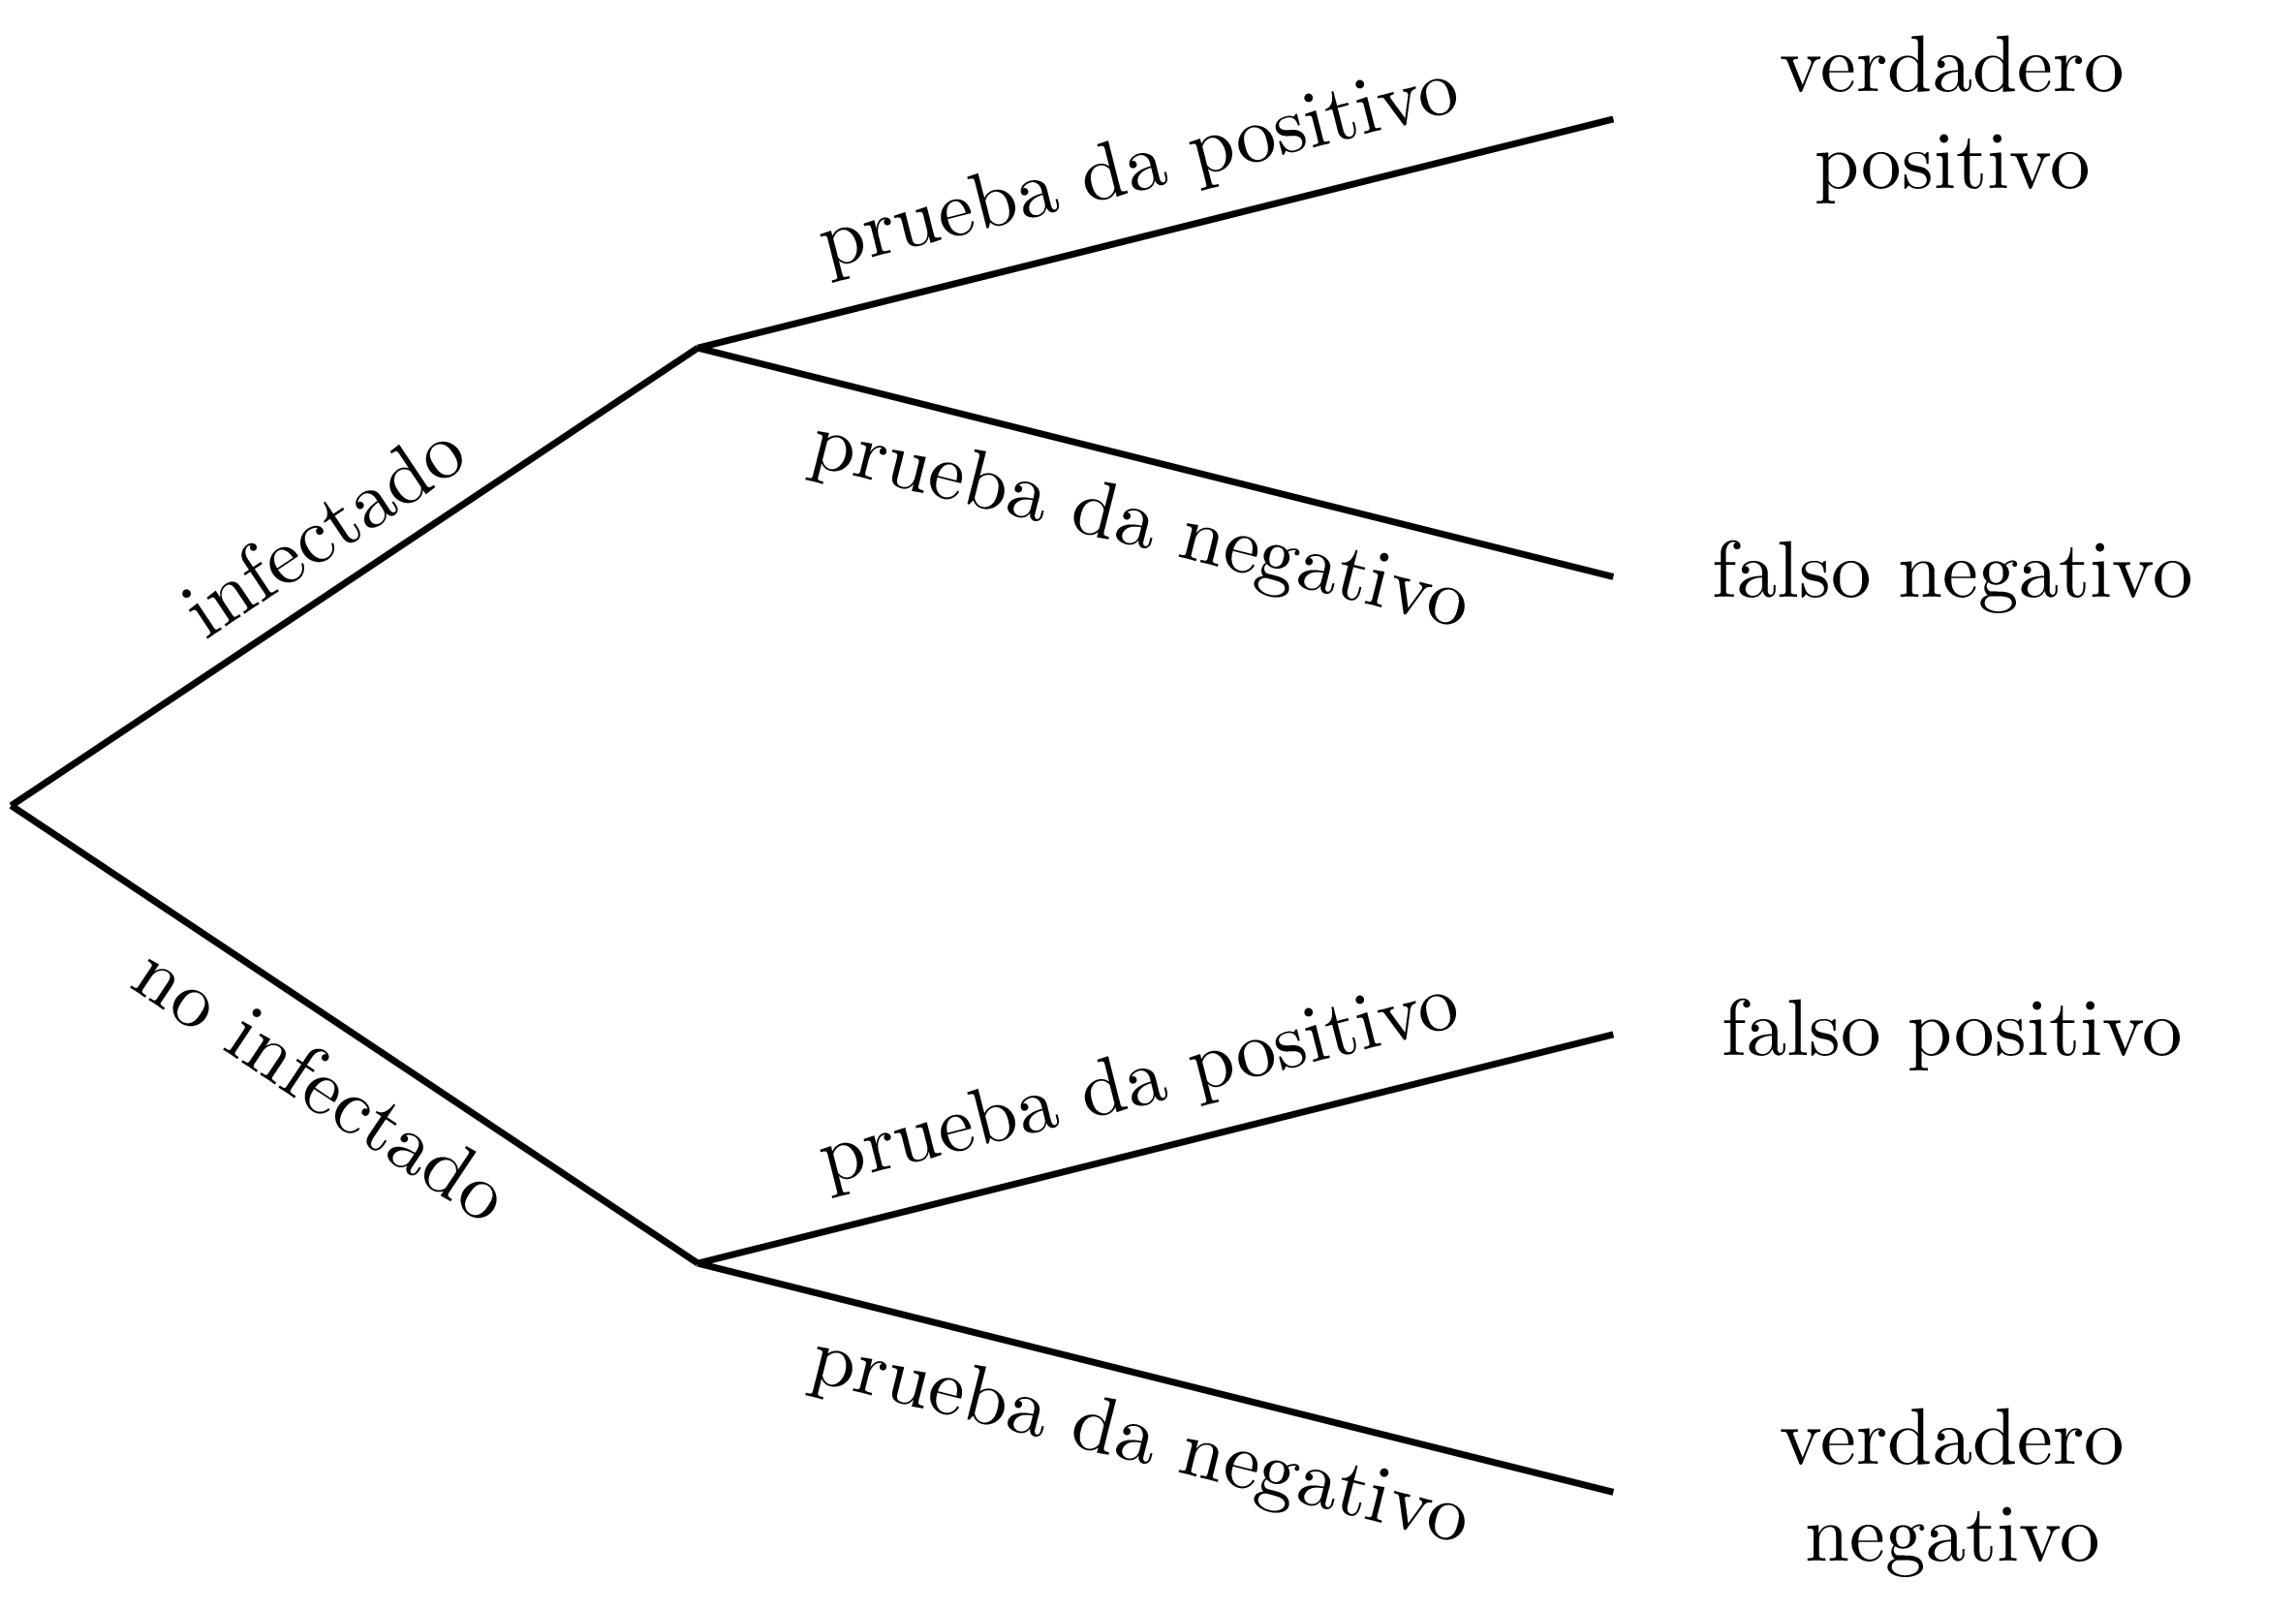 prueba da positivo
verdadero
positivo
infectado
prueba da negativo
falso negativo
no infectado
prueba da positivo
falso positivo
prueba da negativo
verdadero
negativo